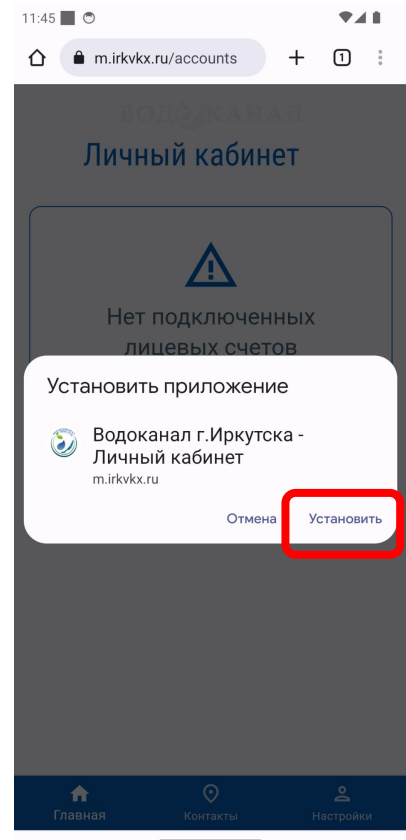 11:45
m.irkvkx.ru/accounts
1
ВОДОКАНАЛ
Личный кабинет
Нет подключенных
лицевых счетов
Установить приложение
Водоканал г.Иркутска -
Личный кабинет
m.irkvkx.ru
Отмена
Установить
Главная
Контакты
Настройки